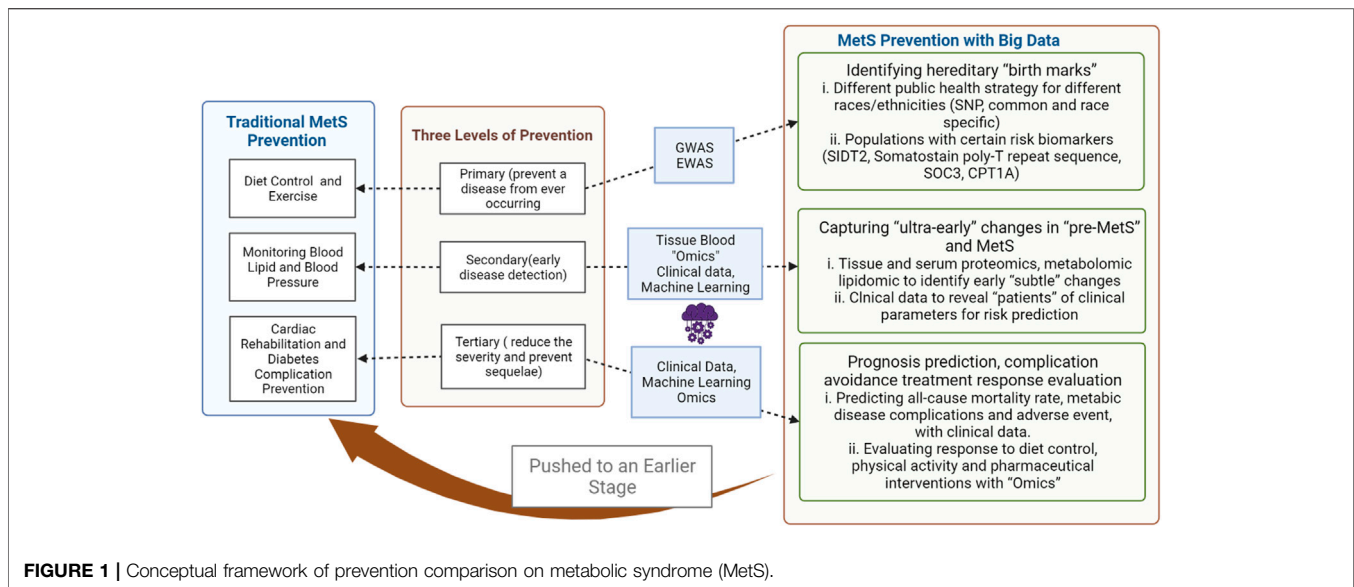 Traditional MetS
Prevention
Diet Control and
Exercise
Monitoring Blood
Lipid and Blood
Pressure
Cardiac
Rehabilitation and
Diabetes
Complication
Prevention
Three Levels of Prevention
Primary (prevent a
disease from ever
occurring
Secondary(early
disease detection)
Tertiary ( reduce the
severity and prevent
sequelae)
GWAS
EWAS
Tissue Blood
"Omics"
Clinical data,
Machine Learning
Clinical Data,
Machine Learning
Omics
MetS Prevention with Big Data
Identifying hereditary “birth marks”
i. Different public health strategy for different
races/ethnicities (SNP, common and race
specific)
ii. Populations with certain risk biomarkers
(SIDT2, Somatostain poly-T repeat sequence,
SOC3, CPT1A)
Capturing “ultra-early” changes in “pre-MetS”
and MetS
i. Tissue and serum proteomics, metabolomic
lipidomic to identify early “subtle” changes
ii. Clnical data to reveal “patients” of clinical
parameters for risk prediction
Prognosis prediction, complication
avoidance treatment response evaluation
i. Predicting all-cause mortality rate, metabic
disease complications and adverse event,
with clinical data.
ii. Evaluating response to diet control,
physical activity and pharmaceutical
interventions with “Omics”
Pushed to an Earlier
Stage
FIGURE 1 | Conceptual framework of prevention comparison on metabolic syndrome (MetS).